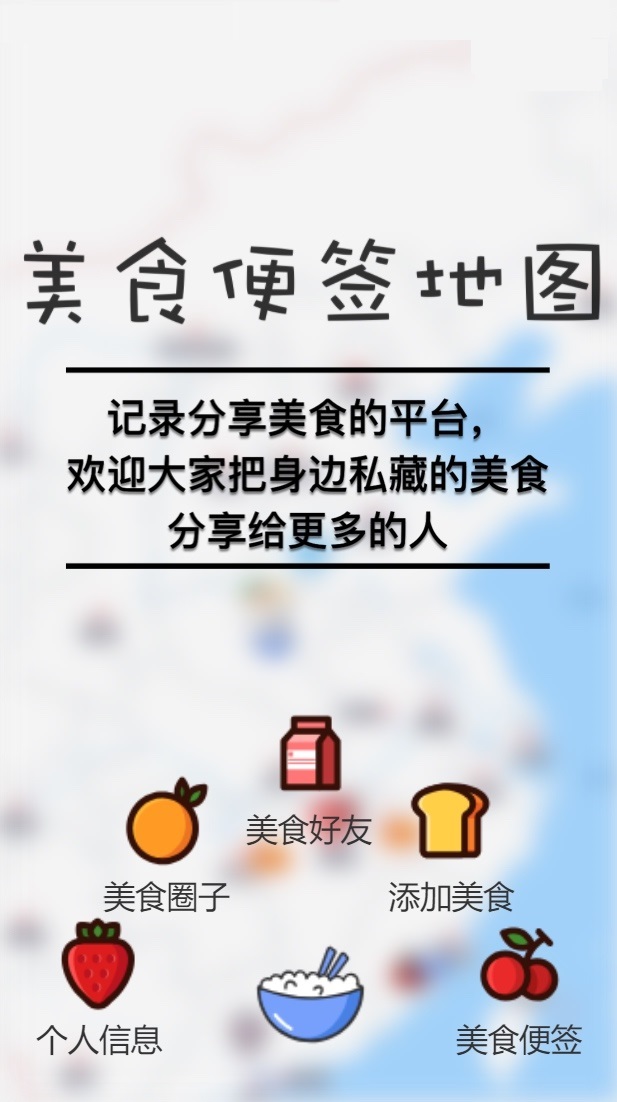 美食便签地图
记录分享美食的平台，
欢迎大家把身边私藏的美食
分享给更多的人
美食好友
美食圈子
添加美食
个人信息
美食便签